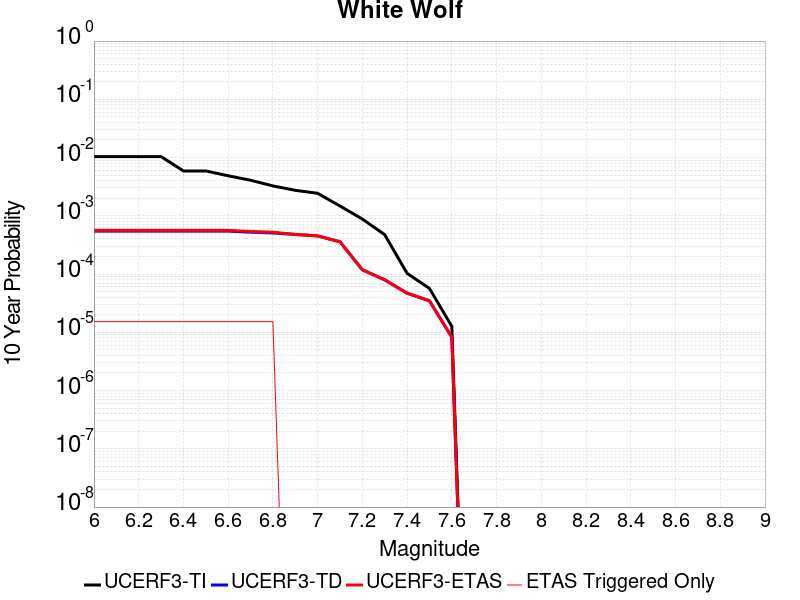 White Wolf
10 0
10 -1
10 -2
10 -3
10 -4
10 -5
10 -6
10 -7
10 -8
10 Year Probability
6 6.2 6.4 6.6 6.8 7 7.2 7.4 7.6 7.8 8 8.2 8.4 8.6 8.8 9
Magnitude
UCERF3-TI UCERF3-TD UCERF3-ETAS ETAS Triggered Only